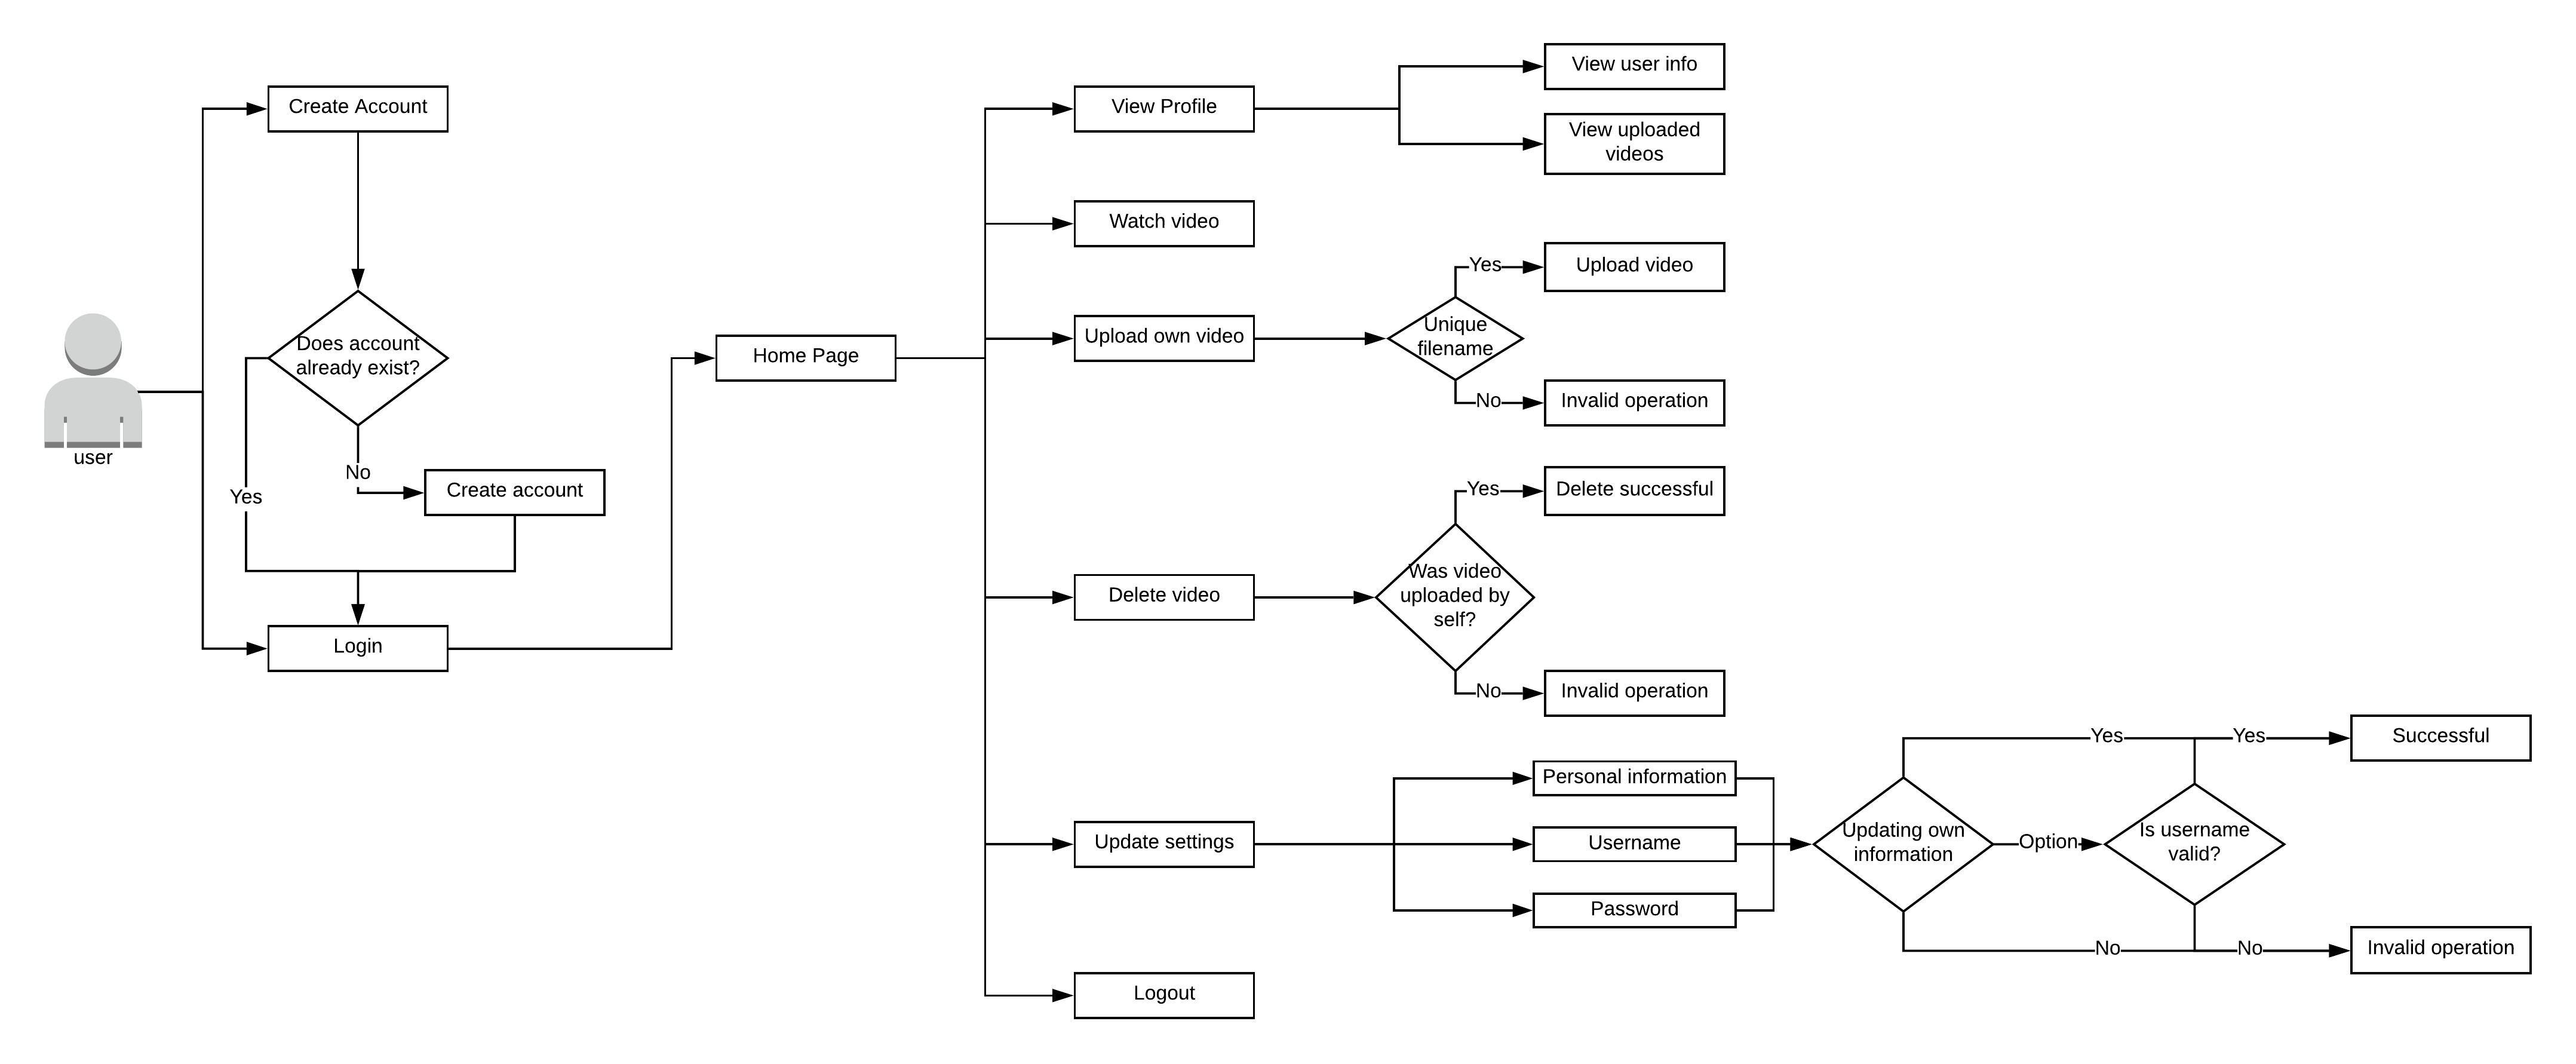 Create Account
Does account
already exist?
user
No
Yes
Create account
Login
Home Page
View Profile
View user info
View uploaded
videos
Watch video
Upload own video
Unique
filename
Yes
Upload video
No
Invalid operation
Delete video
Was video
uploaded by
self?
Yes
Delete successful
No
Invalid operation
Update settings
Personal information
Username
Password
Updating own
information
Option
Is username
valid?
Yes
Yes
Successful
No
No
Invalid operation
Logout